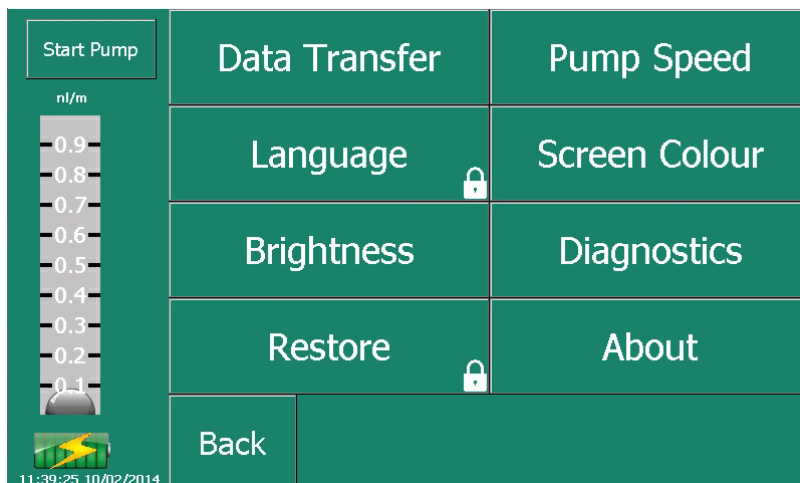 Start Pump
nl/m
0.9
0.8
0.7
0.6
0.5
0.4
0.3
0.2
0.1
11:39:25 10/02/2014
Data Transfer
Pump Speed
Language
Screen Colour
Brightness
Diagnostics
Restore
About
Back